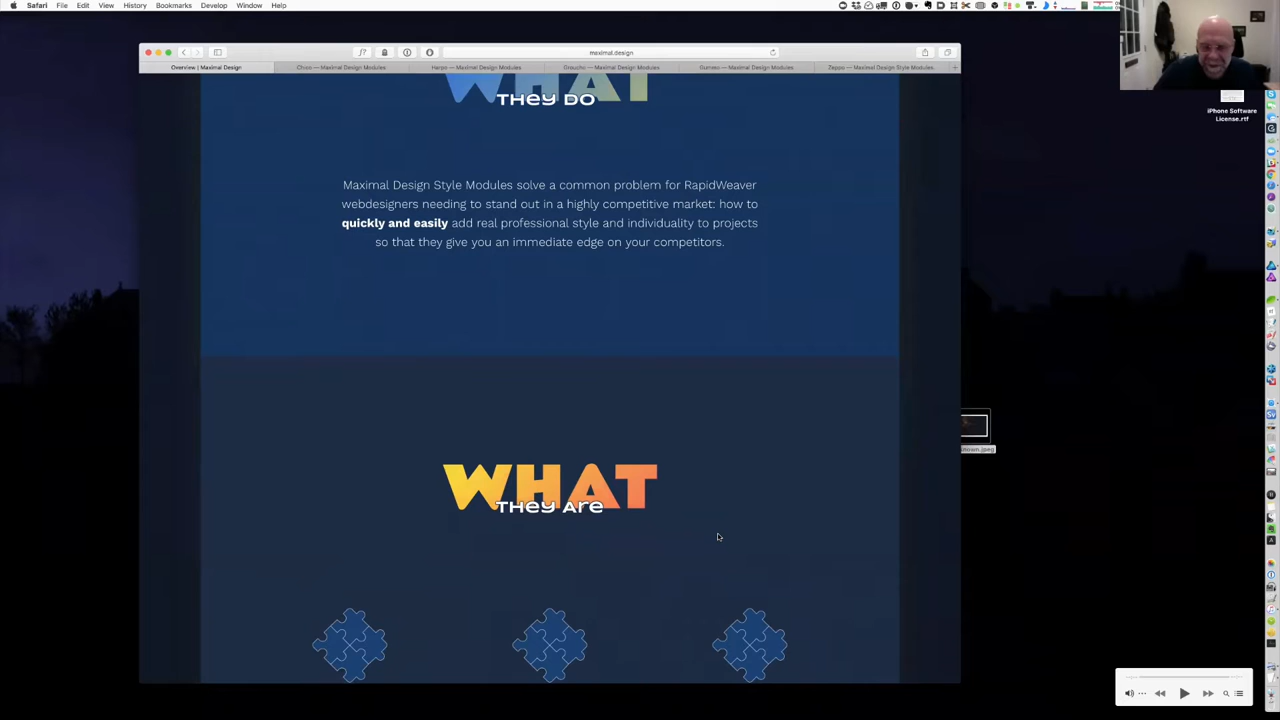 Safari File Edit View History Bookmarks Develop Window Help
maximal.design
Overview | Maximal Design
Chico — Maximal Design Modules
Harpo — Maximal Design Modules
Groucho — Maximal Design Modules
Gummo — Maximal Design Modules
Zeppo — Maximal Design Style Modules
iPhone Software
License.rtf
WHAT
THey DO
Maximal Design Style Modules solve a common problem for RapidWeaver
webdesigners needing to stand out in a highly competitive market: how to
quickly and easily add real professional style and individuality to projects
so that they give you an immediate edge on your competitors.
WHAT
THey Are